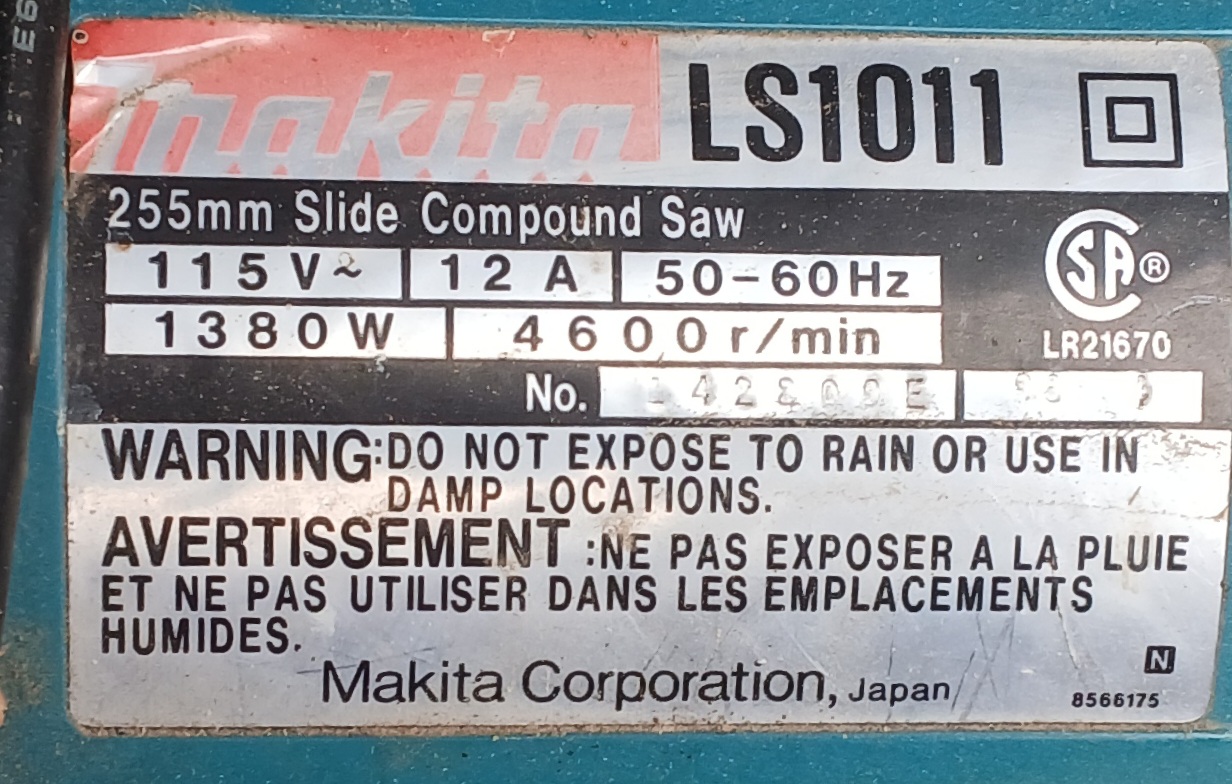 makita LS1011
255mm Slide Compound Saw
115V~ 12A 50-60Hz
1380W 4600r/min
LR21670
No.
WARNING:DO NOT EXPOSE TO RAIN OR USE IN
DAMP LOCATIONS.
AVERTISSEMENT:NE PAS EXPOSER A LA PLUIE
ET NE PAS UTILISER DANS LES EMPLACEMENTS
HUMIDES.
Makita Corporation, Japan
N
8566175